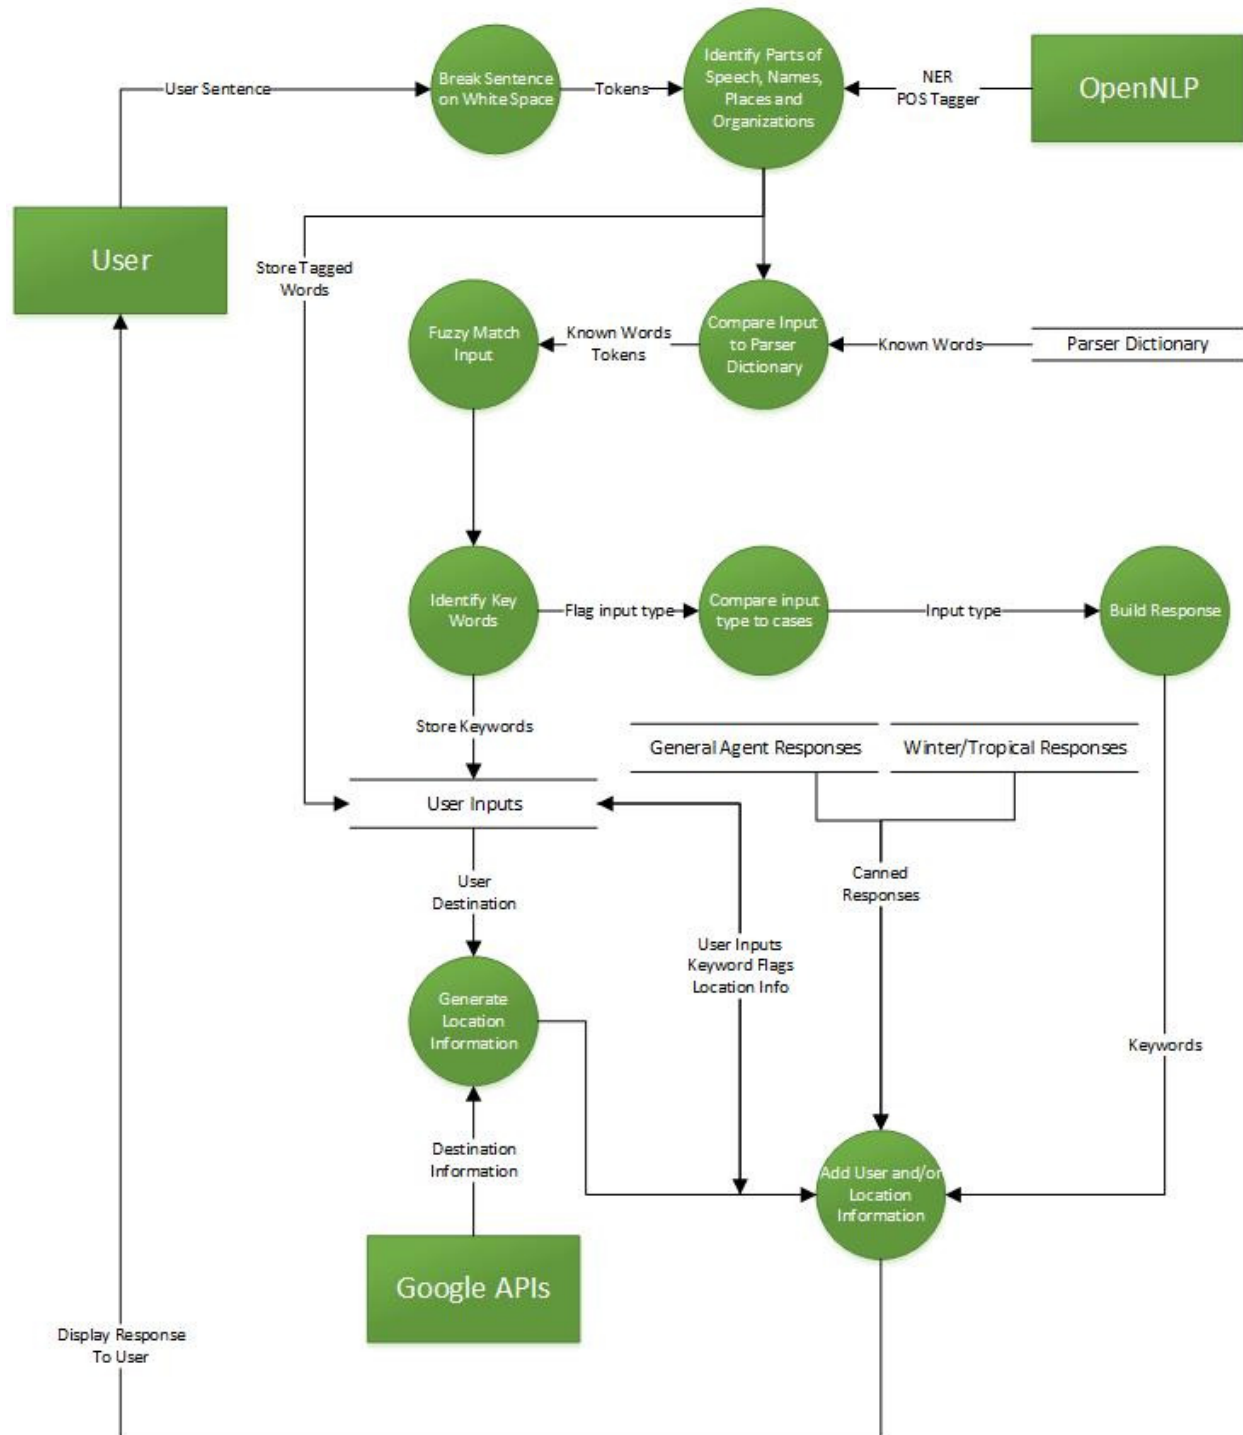 Identify Parts of
Speech, Names,
Places and
Organizations
Break Sentence
on White Space
User Sentence
Tokens
NER
POS Tagger
OpenNLP
User
Store Tagged
Words
Fuzzy Match
Input
Known Words
Tokens
Compare Input
to Parser
Dictionary
Known Words
Parser Dictionary
Identify Key
Words
Flag input type
Compare input
type to cases
Input type
Build Response
Store Keywords
General Agent Responses
Winter/Tropical Responses
User Inputs
User
Destination
Canned
Responses
User Inputs
Keyword Flags
Location Info
Generate
Location
Information
Keywords
Destination
Information
Add User and/or
Location
Information
Google APIs
Display Response
To User